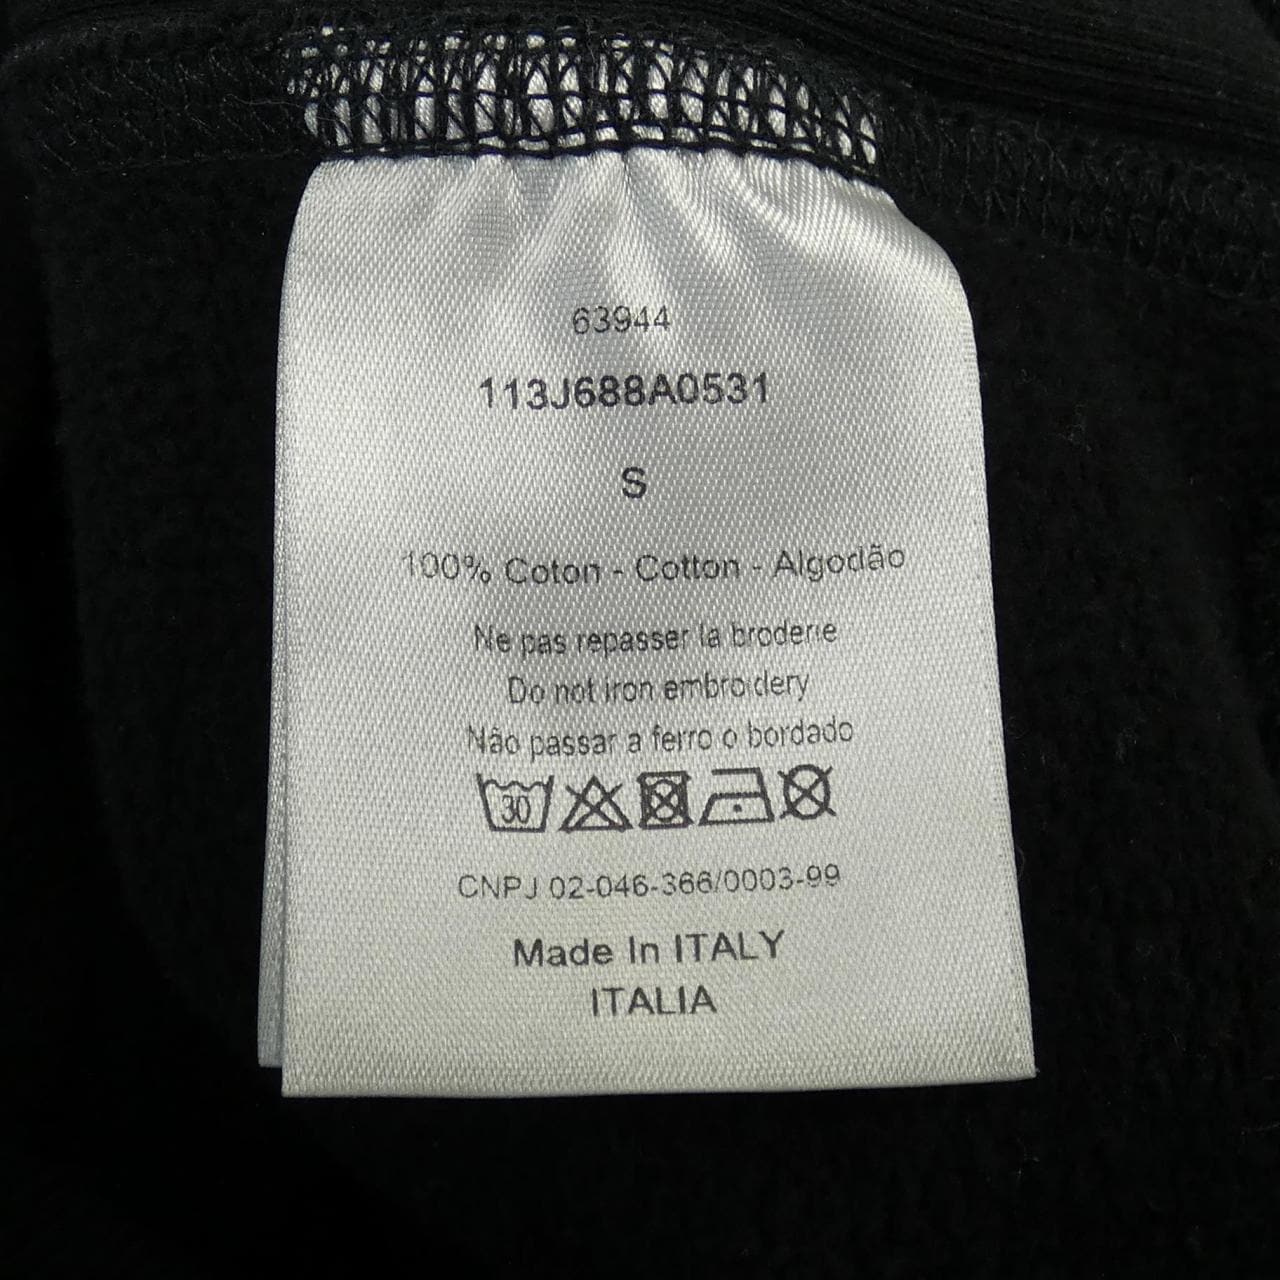 63944
113J688A0531
S
100% Coton - Cotton - Algodão
Ne pas repasser la broderie
Do not iron embroidery
Não passar a ferro o bordado
30
CNPJ 02-046-366/0003-99
Made In ITALY
ITALIA